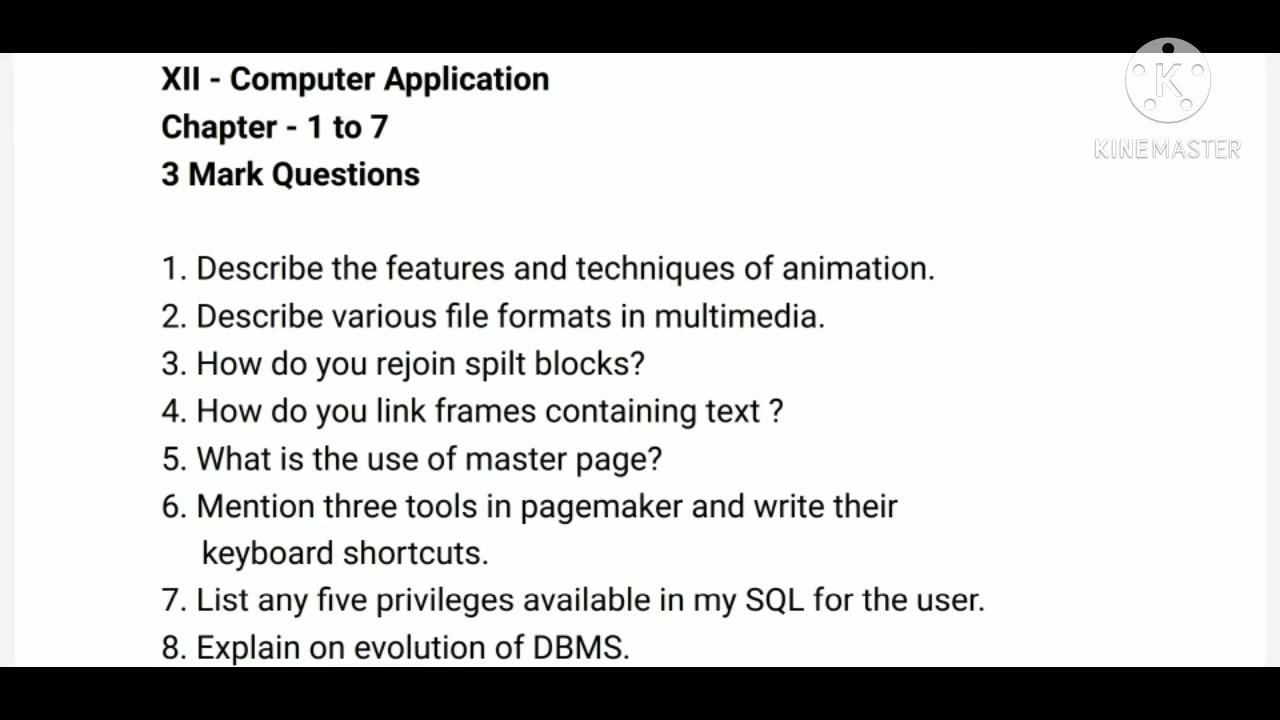 XII - Computer Application
Chapter - 1 to 7
3 Mark Questions
K
KINEMASTER
1. Describe the features and techniques of animation.
2. Describe various file formats in multimedia.
3. How do you rejoin spilt blocks?
4. How do you link frames containing text ?
5. What is the use of master page?
6. Mention three tools in pagemaker and write their
keyboard shortcuts.
7. List any five privileges available in my SQL for the user.
8. Explain on evolution of DBMS.